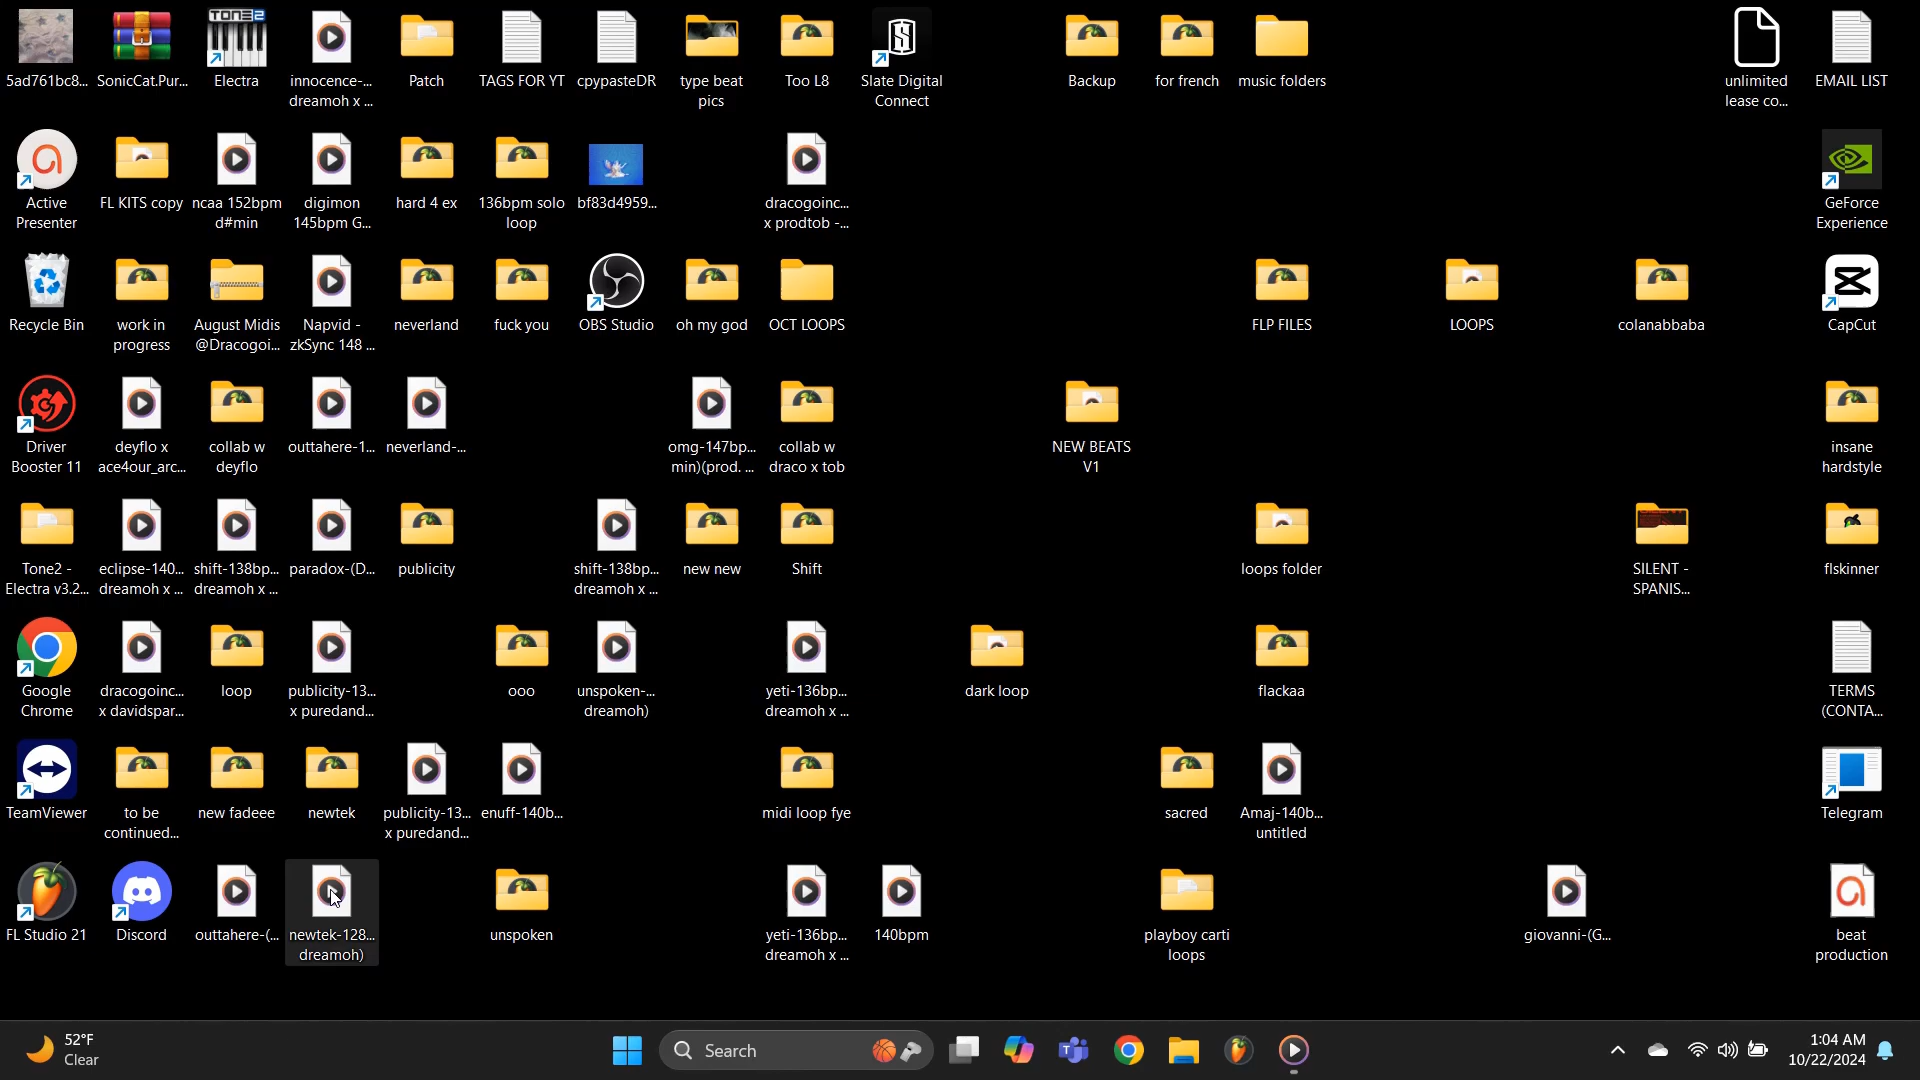 5ad761bc8...
SonicCat.Pur...
TONE2
Electra
innocence-...
dreamoh x ...
Patch
TAGS FOR YT
cpypasteDR
type beat
pics
Too L8
Slate Digital
Connect
Backup
for french
music folders
unlimited
lease co...
EMAIL LIST
Active
Presenter
FL KITS copy
ncaa 152bpm
d#min
digimon
145bpm G...
hard 4 ex
136bpm solo
loop
bf83d4959...
dracogoinc...
x prodtob -...
GeForce
Experience
Recycle Bin
work in
progress
August Midis
@Dracogoi...
Napvid -
zkSync 148 ...
neverland
fuck you
OBS Studio
oh my god
OCT LOOPS
FLP FILES
LOOPS
colanabbaba
CapCut
Driver
Booster 11
deyflo x
ace4our_arc...
collab w
deyflo
outtahere-1...
neverland-...
omg-147bp...
min)(prod. ...
collab w
draco x tob
NEW BEATS
V1
insane
hardstyle
Tone2 -
Electra v3.2...
eclipse-140...
dreamoh x ...
shift-138bp...
dreamoh x ...
paradox-(D...
publicity
shift-138bp...
dreamoh x ...
new new
Shift
loops folder
SILENT -
SPANIS...
flskinner
Google
Chrome
dracogoinc...
x davidspar...
loop
publicity-13...
x puredand...
ooo
unspoken-...
dreamoh)
yeti-136bp...
dreamoh x ...
dark loop
flackaa
TERMS
(CONTA...
TeamViewer
to be
continued...
new fadeee
newtek
publicity-13...
x puredand...
enuff-140b...
midi loop fye
sacred
Amaj-140b...
untitled
Telegram
FL Studio 21
Discord
outtahere-(...
newtek-128...
dreamoh)
unspoken
yeti-136bp...
dreamoh x ...
140bpm
playboy carti
loops
giovanni-(G...
beat
production
52°F
Clear
Search
1:04 AM
10/22/2024